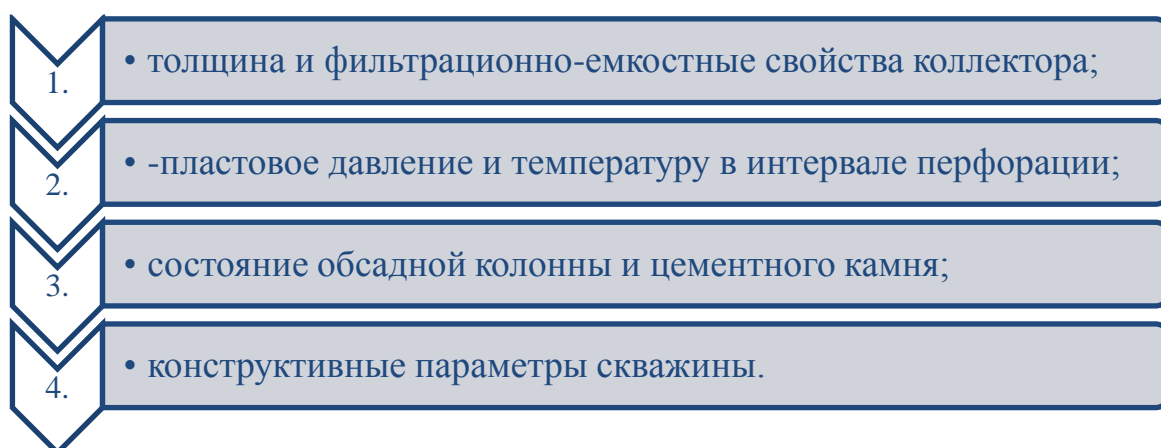 1. • толщина и фильтрационно-емкостные свойства коллектора;
2. • -пластовое давление и температуру в интервале перфорации;
3. • состояние обсадной колонны и цементного камня;
4. • конструктивные параметры скважины.